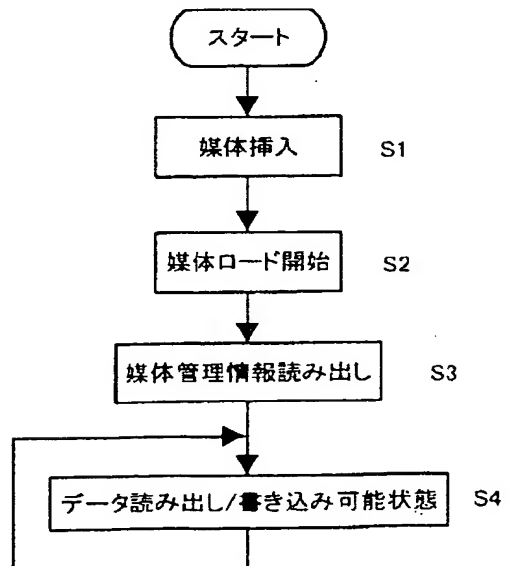 スタート
媒体挿入 S1
媒体ロード開始 S2
媒体管理情報読み出し S3
データ読み出し/書き込み可能状態 S4